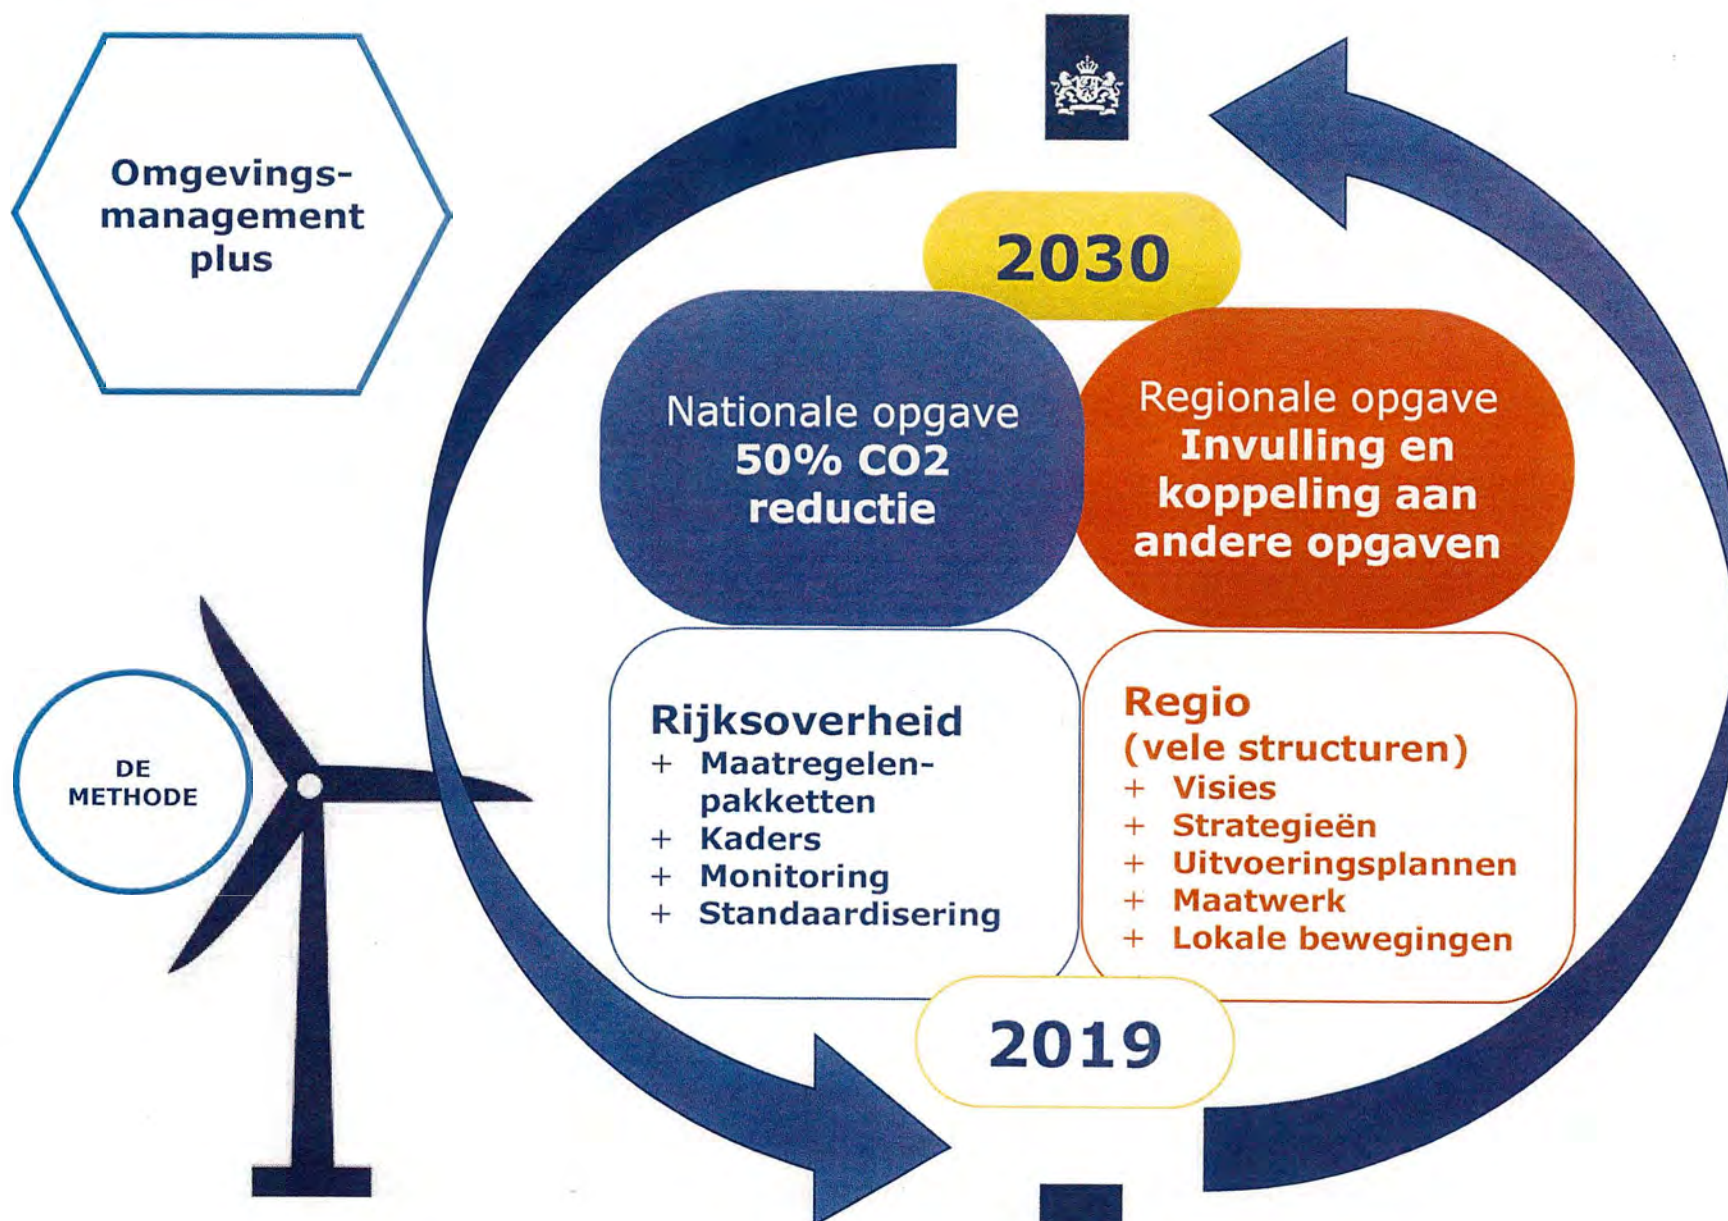 Omgevings-
management
plus
2030
Nationale opgave
50% CO2
reductie
Regionale opgave
Invulling en
koppeling aan
andere opgaven
DE
METHODE
Rijksoverheid
+ Maatregelen-
pakketten
+ Kaders
+ Monitoring
+ Standaardisering
Regio
(vele structuren)
+ Visies
+ Strategieën
+ Uitvoeringsplannen
+ Maatwerk
+ Lokale bewegingen
2019